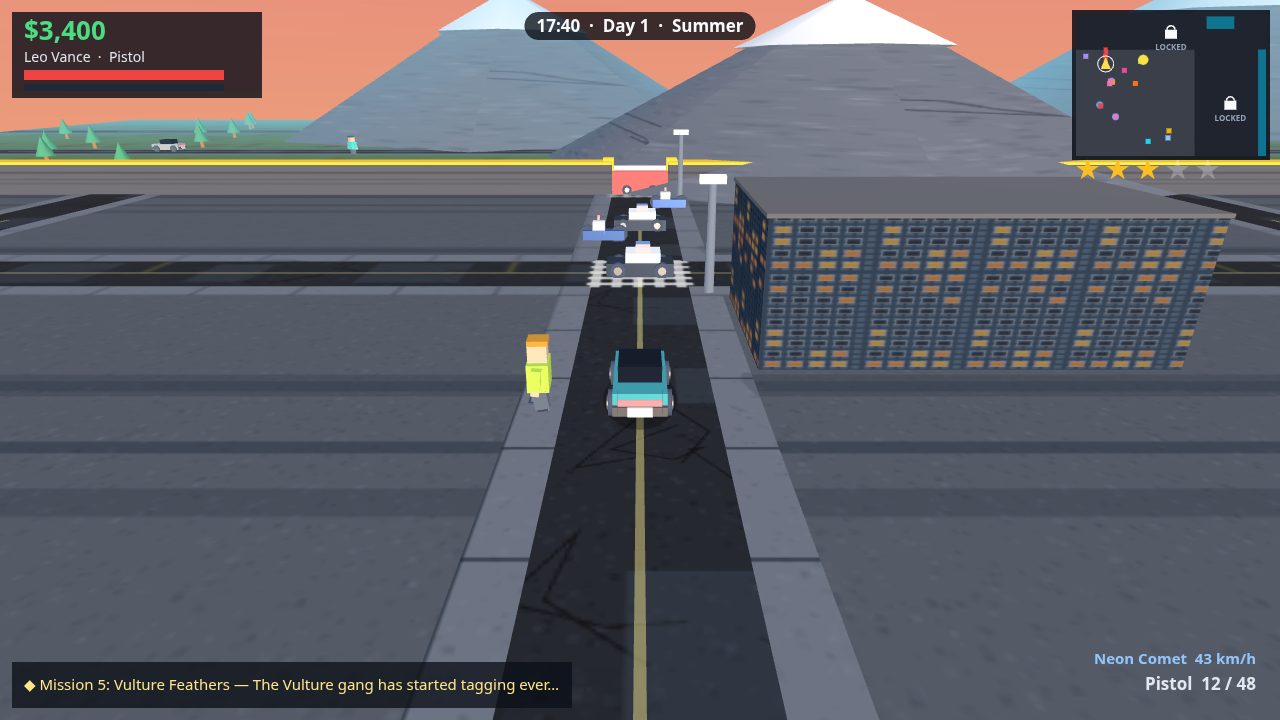 $3,400
Leo Vance · Pistol
17:40 · Day 1 · Summer
LOCKED
LOCKED
Neon Comet 43 km/h
Pistol 12 / 48
◆ Mission 5: Vulture Feathers — The Vulture gang has started tagging ever…